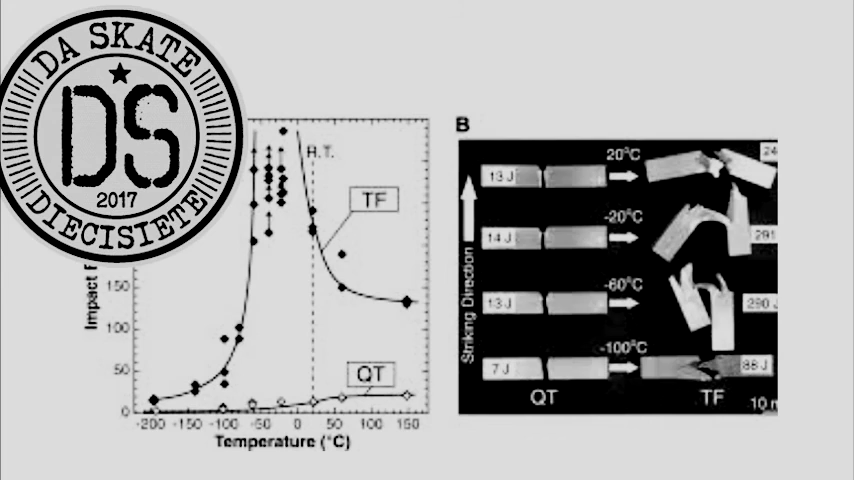 DA SKATE
DS
2017
DIECISIETE
R.T.
TF
QT
Impact
150
100
50
0
-200 -150 -100 -50 0 50 100 150
Temperature (°C)
B
Striking Direction
13 J
20°C
24
14 J
-20°C
291
13 J
-60°C
290 J
7 J
-100°C
88 J
QT
TF
10